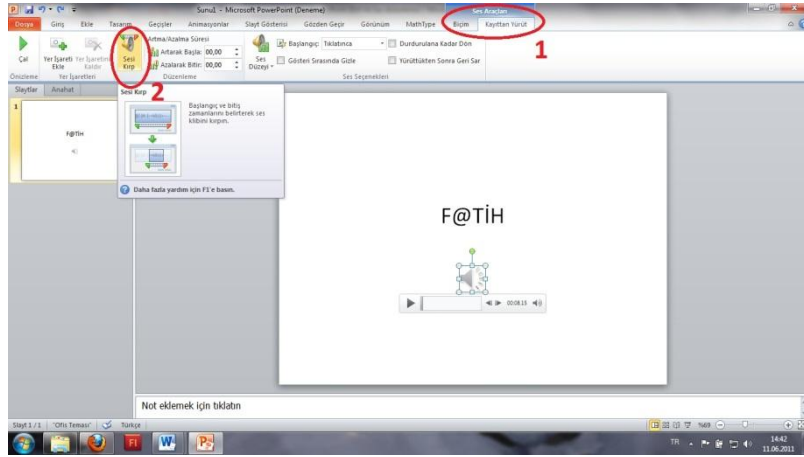 Sunu1 - Microsoft PowerPoint (Deneme)
Ses Araçları
Dosya Giriş Ekle Tasarım Geçişler Animasyonlar Slayt Gösterisi Gözden Geçir Görünüm MathType Biçim Kayıttan Yürüt
1
Çal
Yer İşareti Ekle
Yer İşaretini Kaldır
Sesi Kırp
Artma/Azalma Süresi
Artarak Başla: 00,00
Azalarak Bitir: 00,00
Ses Düzeyi
Başlangıç: Tıklatınca
Gösteri Sırasında Gizle
Durdurulana Kadar Dön
Yürüttükten Sonra Geri Sar
Önizleme Yer İşaretleri Düzenleme Ses Seçenekleri
2
Slaytlar Anahat
Sesi Kırp
Başlangıç ve bitiş
zamanlarını belirterek ses
klibini kırpın.
Daha fazla yardım için F1'e basın.
1
F@TİH
F@TİH
00:08.13
Not eklemek için tıklatın
Slayt 1 / 1 "Ofis Teması" Türkçe %69
TR
14:42
11.06.2011